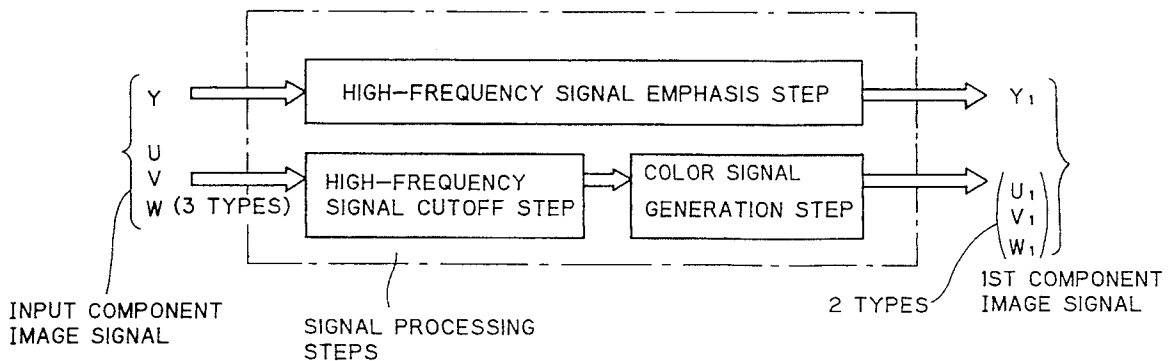 Y
HIGH-FREQUENCY SIGNAL EMPHASIS STEP
Y₁
U
V
W (3 TYPES)
HIGH-FREQUENCY
SIGNAL CUTOFF STEP
COLOR SIGNAL
GENERATION STEP
U₁
V₁
W₁
INPUT COMPONENT
IMAGE SIGNAL
SIGNAL PROCESSING
STEPS
2 TYPES
1ST COMPONENT
IMAGE SIGNAL